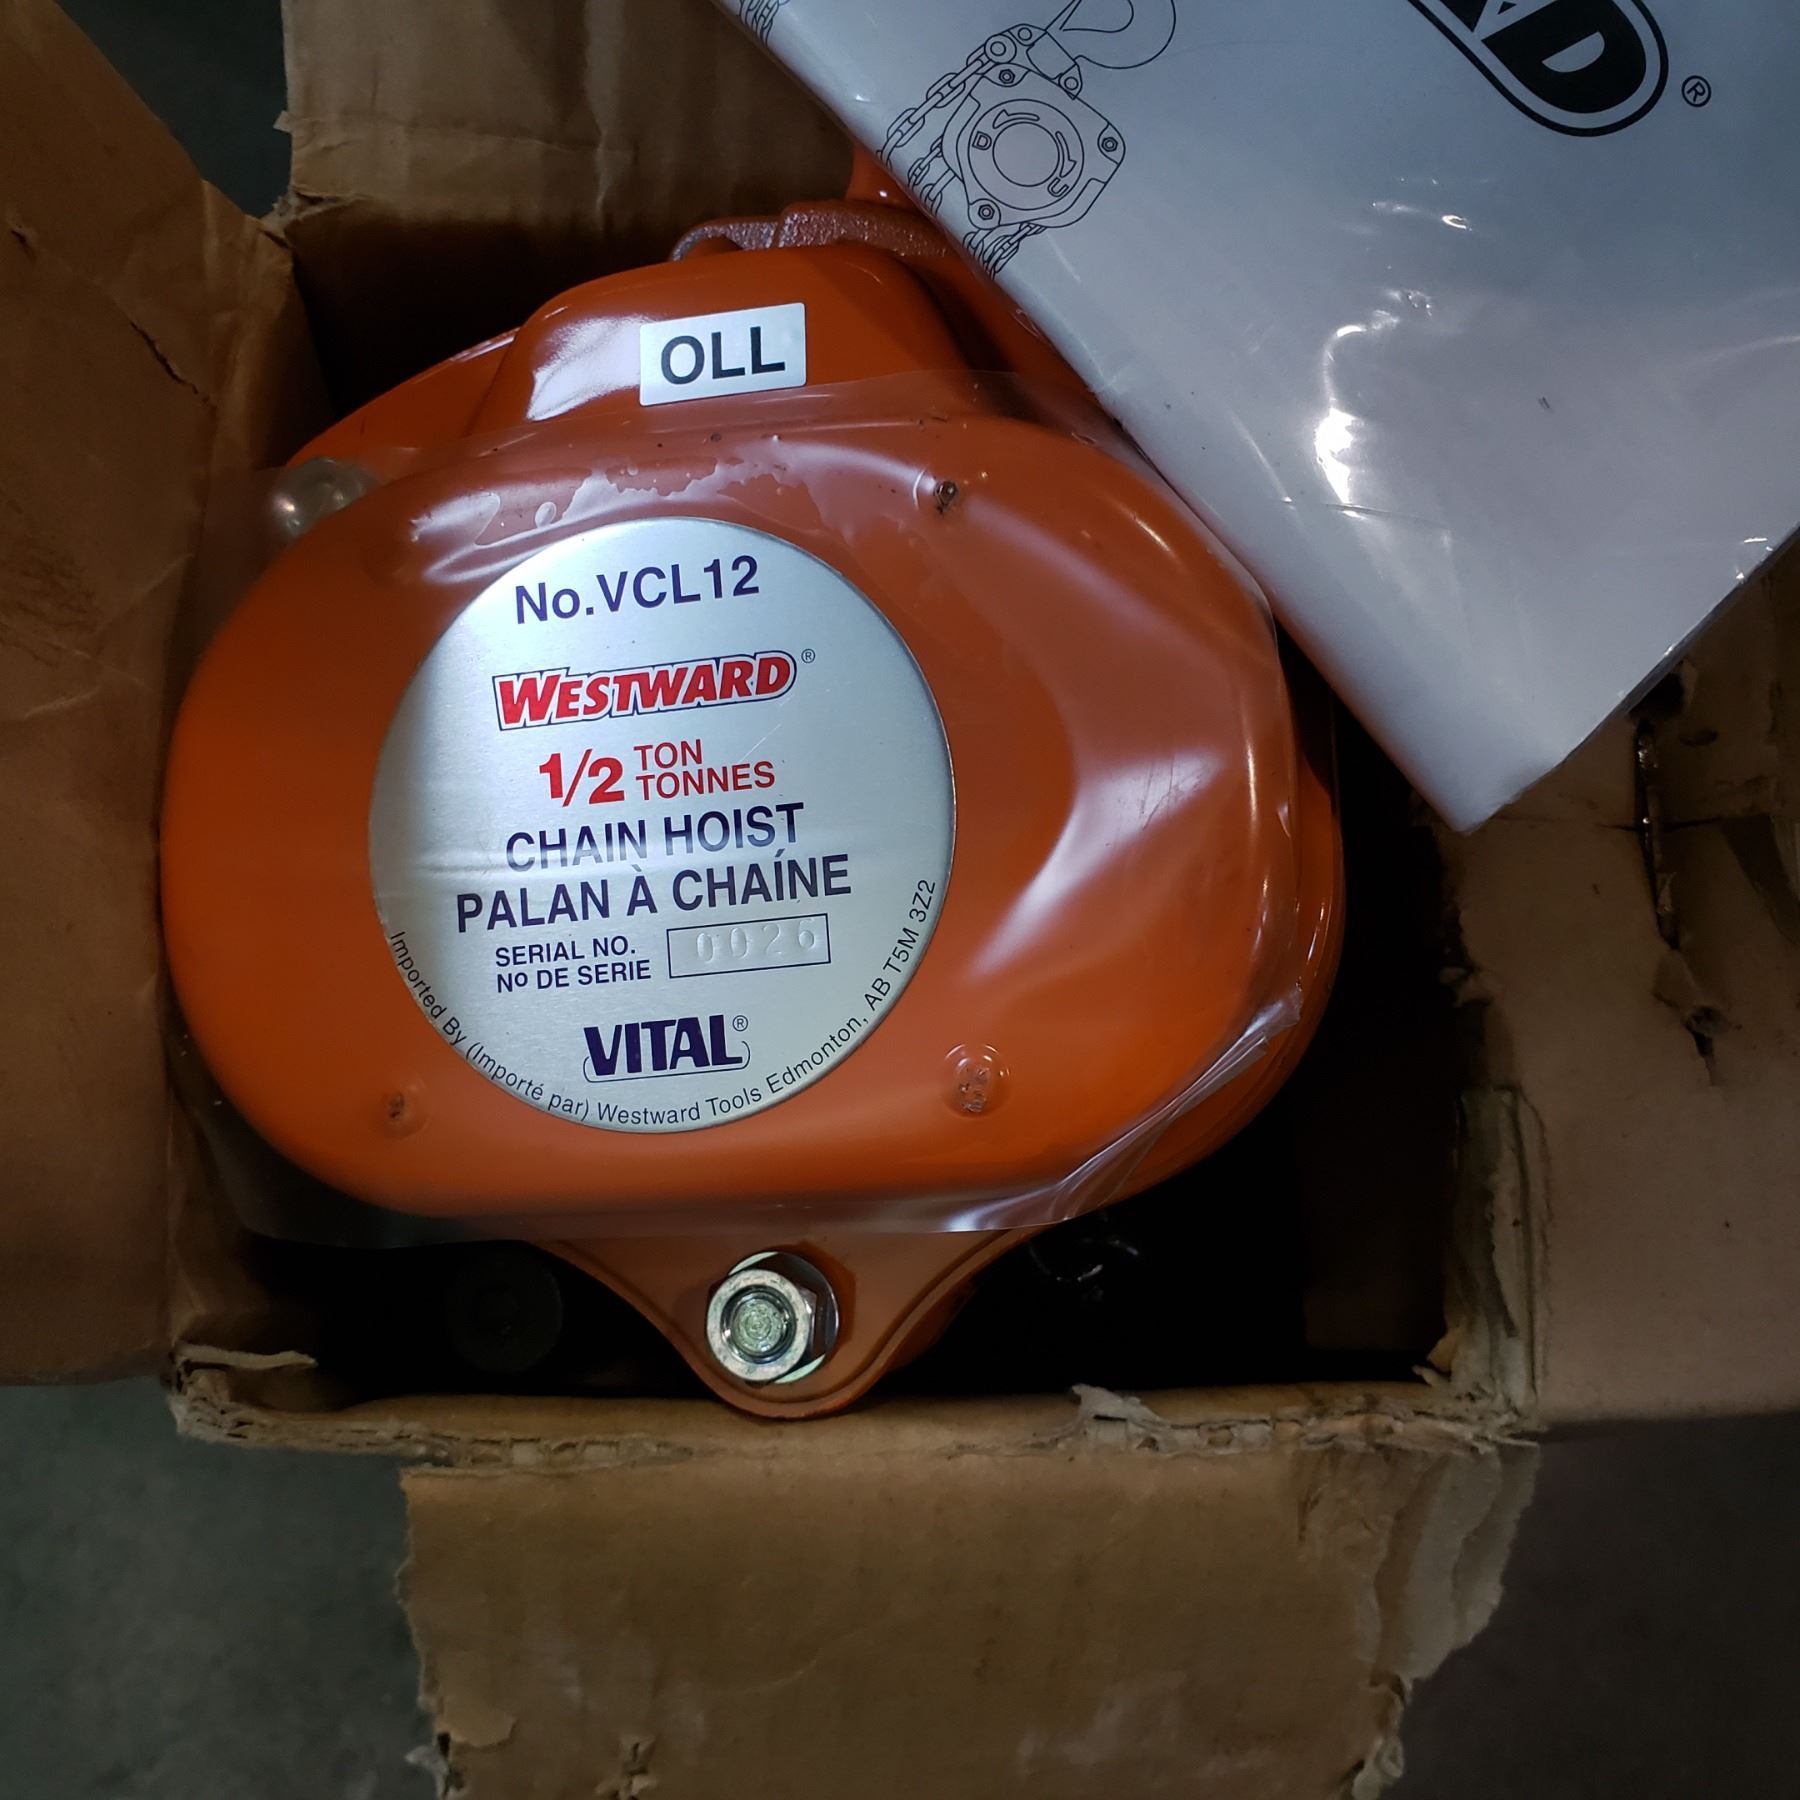 D
U
®
OLL
No.VCL12
WESTWARD®
1/2 TON
TONNES
CHAIN HOIST
PALAN À CHAÍNE
SERIAL NO.
Nº DE SERIE
0026
VITAL®
Imported By (Importé par) Westward Tools Edmonton, AB T5M 3Z2